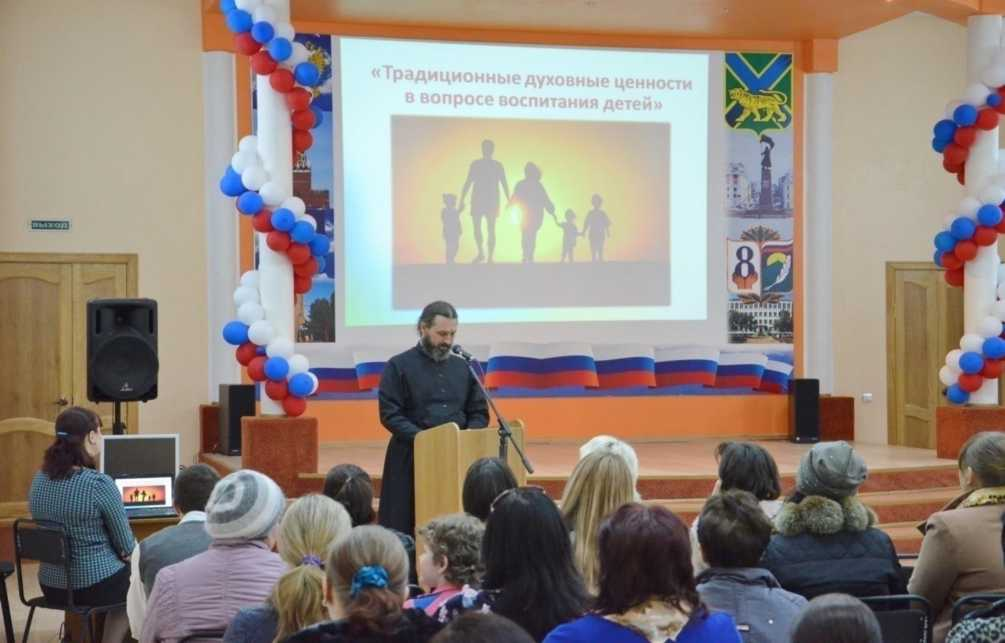 «Традиционные духовные ценности
в вопросе воспитания детей»
ВЫХОД
8